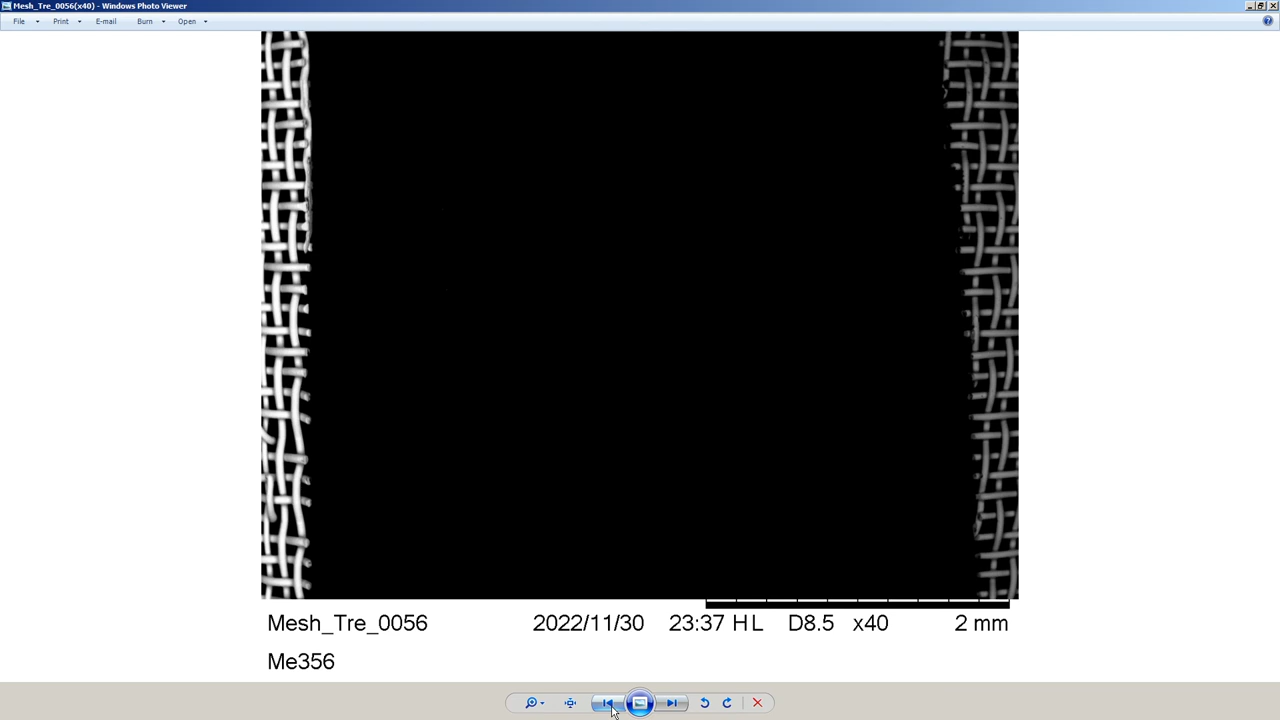 Mesh_Tre_0056(x40) - Windows Photo Viewer
File Print E-mail Burn Open
Mesh_Tre_0056 2022/11/30 23:37 HL D8.5 x40 2 mm
Me356